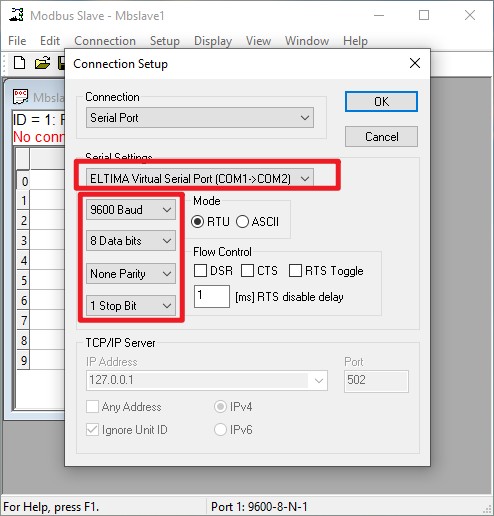 Modbus Slave - Mbslave1
File Edit Connection Setup Display View Window Help
Connection Setup
Mbsla
ID = 1: F
No conn
0
1
2
3
4
5
6
7
8
9
Connection
Serial Port
OK
Cancel
Serial Settings
ELTIMA Virtual Serial Port (COM1->COM2)
9600 Baud
8 Data bits
None Parity
1 Stop Bit
Mode
RTU ASCII
Flow Control
DSR CTS RTS Toggle
1 [ms] RTS disable delay
TCP/IP Server
IP Address Port
127.0.0.1 502
Any Address IPv4
Ignore Unit ID IPv6
For Help, press F1. Port 1: 9600-8-N-1